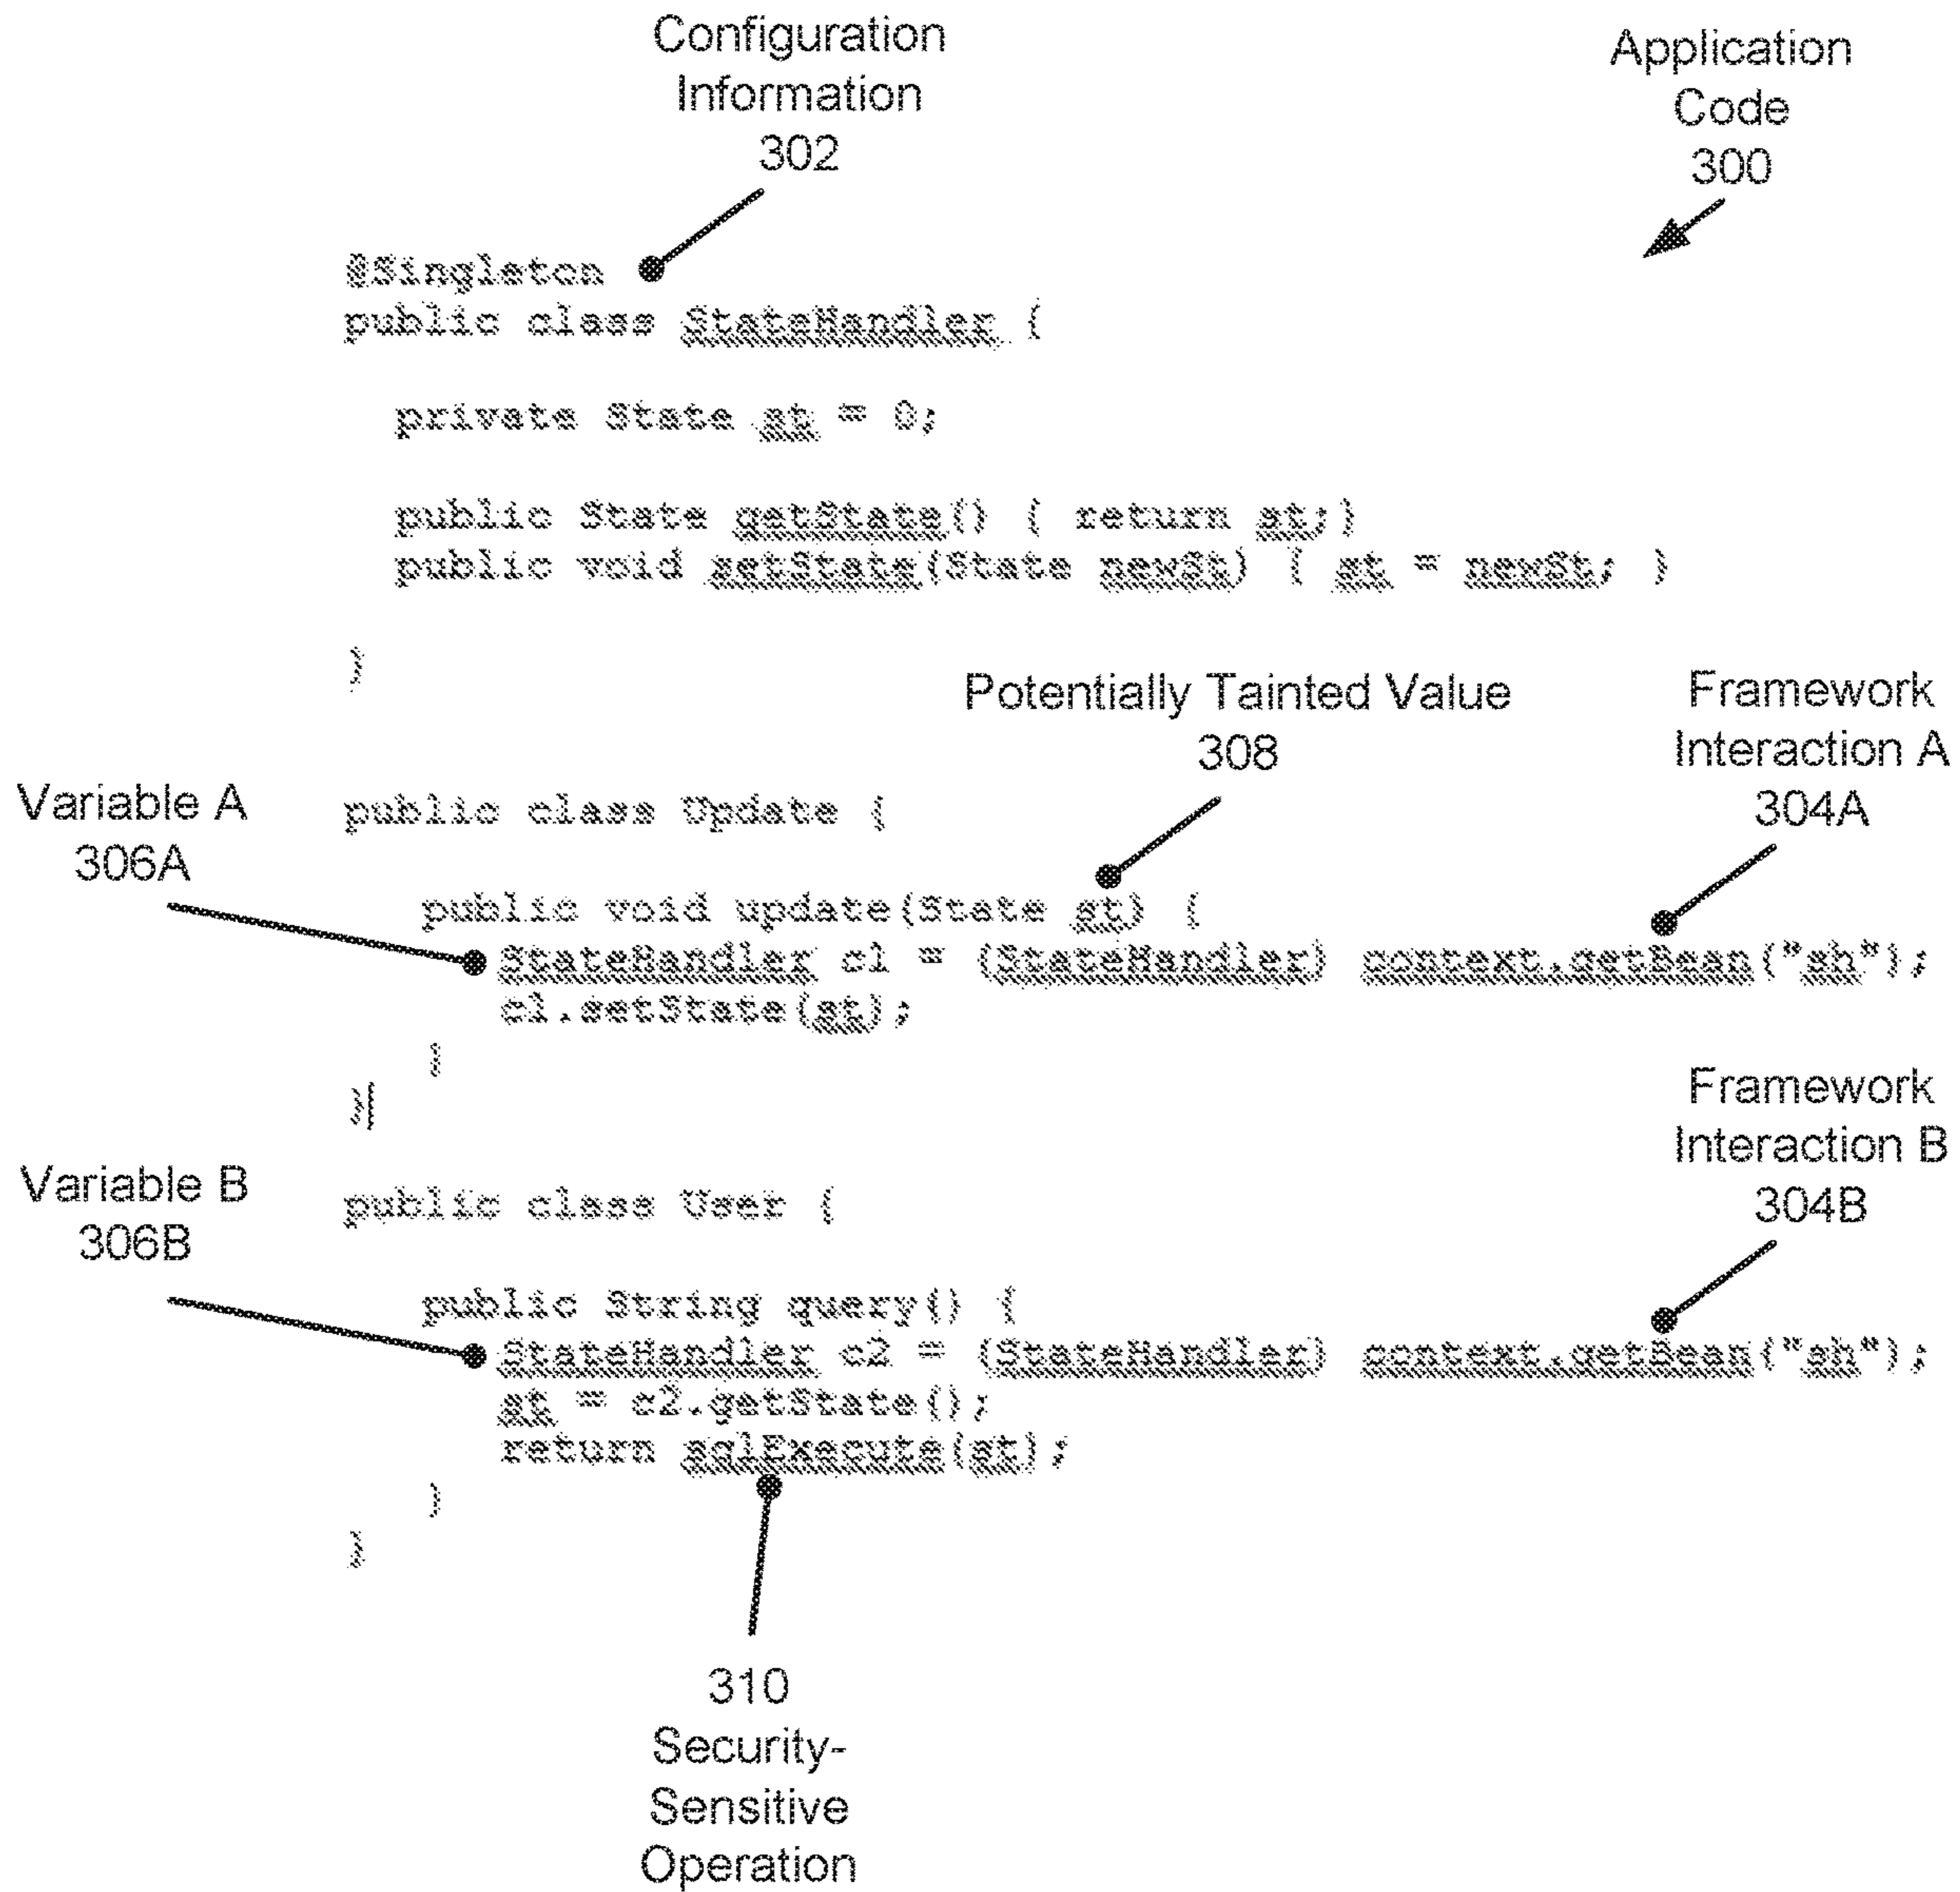 Configuration
Information
302
Application
Code
300
@Singleton
public class StateHandler {
private State st = 0;
public State getState() { return st;}
public void setState(State newSt) { st = newSt; }
}
Potentially Tainted Value
308
Framework
Interaction A
304A
Variable A
306A
public class Update {
public void update(State st) {
StateHandler c1 = (StateHandler) context.getBean("sh");
c1.setState(st);
}
}|
Framework
Interaction B
304B
Variable B
306B
public class User {
public String query() {
StateHandler c2 = (StateHandler) context.getBean("sh");
st = c2.getState();
return sqlExecute(st);
}
}
310
Security-
Sensitive
Operation